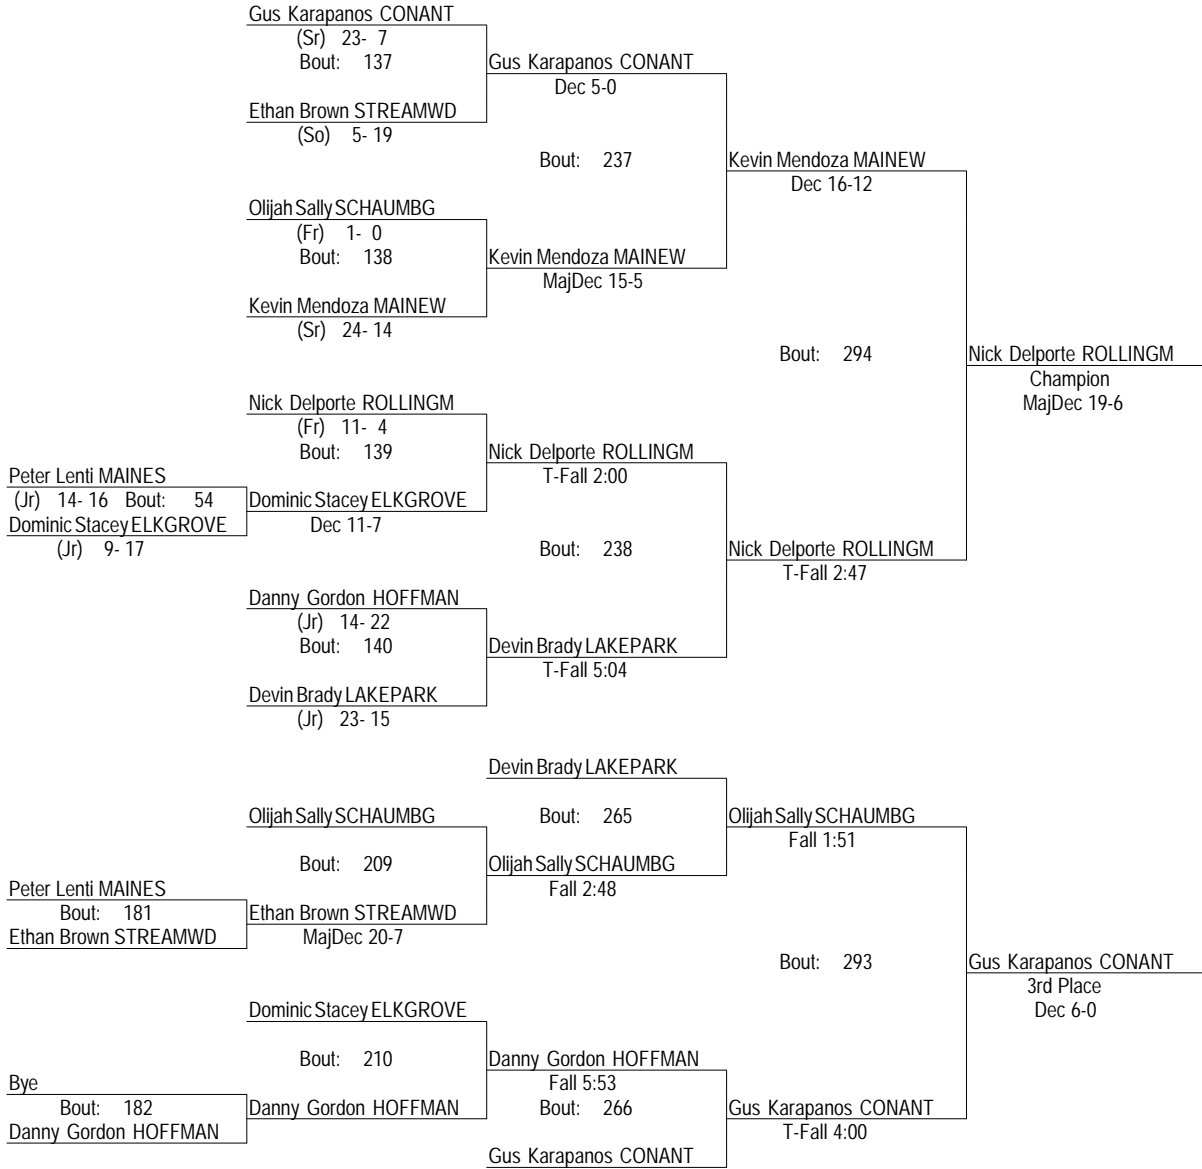 Gus Karapanos CONANT
(Sr) 23- 7
Bout: 137
Gus Karapanos CONANT
Dec 5-0
Ethan Brown STREAMWD
(So) 5- 19
Bout: 237
Kevin Mendoza MAINEW
Dec 16-12
Olijah Sally SCHAUMBG
(Fr) 1- 0
Bout: 138
Kevin Mendoza MAINEW
MajDec 15-5
Kevin Mendoza MAINEW
(Sr) 24- 14
Bout: 294
Nick Delporte ROLLINGM
Champion
MajDec 19-6
Nick Delporte ROLLINGM
(Fr) 11- 4
Bout: 139
Nick Delporte ROLLINGM
T-Fall 2:00
Peter Lenti MAINES
(Jr) 14- 16 Bout: 54
Dominic Stacey ELKGROVE
Dec 11-7
Dominic Stacey ELKGROVE
(Jr) 9- 17
Bout: 238
Nick Delporte ROLLINGM
T-Fall 2:47
Danny Gordon HOFFMAN
(Jr) 14- 22
Bout: 140
Devin Brady LAKEPARK
T-Fall 5:04
Devin Brady LAKEPARK
(Jr) 23- 15
Devin Brady LAKEPARK
Bout: 265
Olijah Sally SCHAUMBG
Fall 1:51
Olijah Sally SCHAUMBG
Bout: 209
Olijah Sally SCHAUMBG
Fall 2:48
Peter Lenti MAINES
Bout: 181
Ethan Brown STREAMWD
MajDec 20-7
Ethan Brown STREAMWD
Bout: 293
Gus Karapanos CONANT
3rd Place
Dec 6-0
Dominic Stacey ELKGROVE
Bout: 210
Danny Gordon HOFFMAN
Fall 5:53
Bye
Bout: 182
Danny Gordon HOFFMAN
Danny Gordon HOFFMAN
Bout: 266
Gus Karapanos CONANT
T-Fall 4:00
Gus Karapanos CONANT